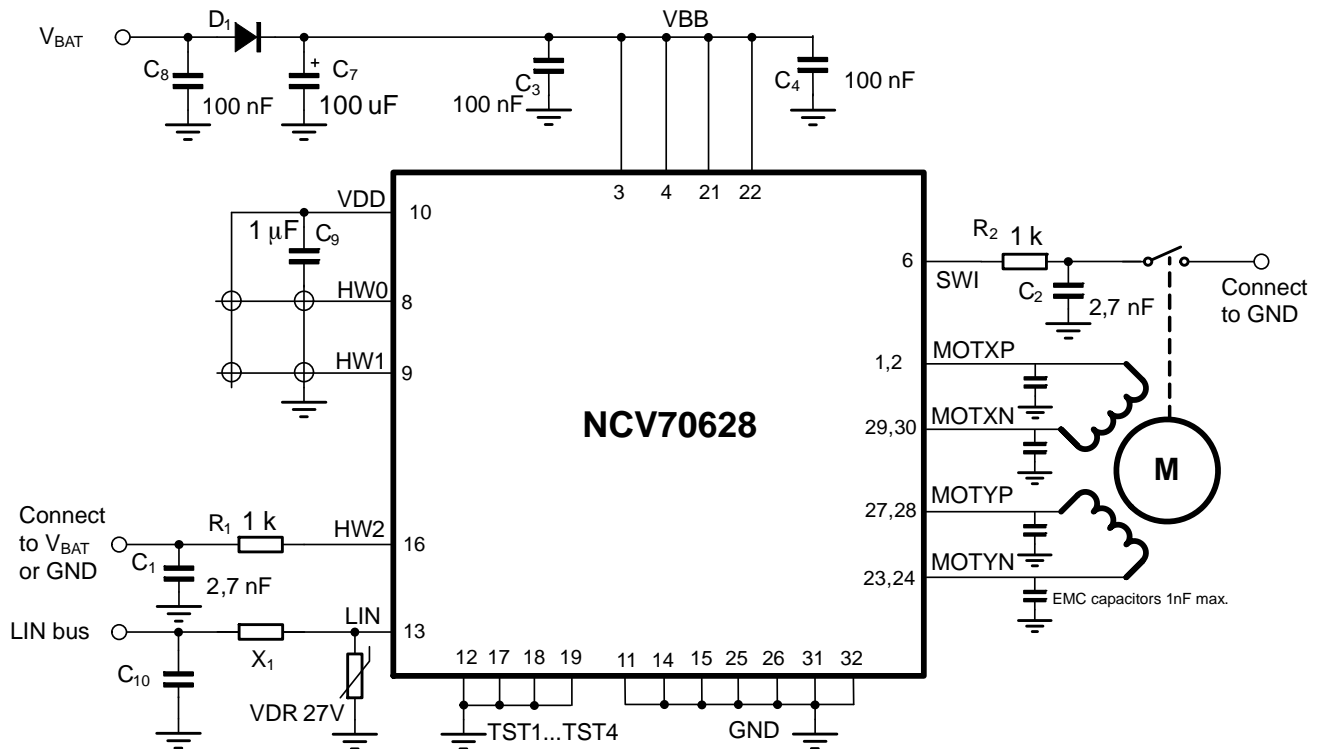 D₁
VBB
V_BAT
C₈
+
C₇
C₃
C₄
100 nF
100 nF
100 uF
100 nF
3
4
21
22
VDD
10
1 μF
C₉
R₂
1 k
6
SWI
HW0
8
C₂
2,7 nF
Connect
to GND
MOTXP
1,2
HW1
9
NCV70628
MOTXN
29,30
M
MOTYP
27,28
Connect
to V_BAT
or GND
R₁
1 k
HW2
16
C₁
2,7 nF
MOTYN
23,24
EMC capacitors 1nF max.
LIN bus
LIN
13
X₁
C₁₀
VDR 27V
12
17
18
19
11
14
15
25
26
31
32
TST1...TST4
GND